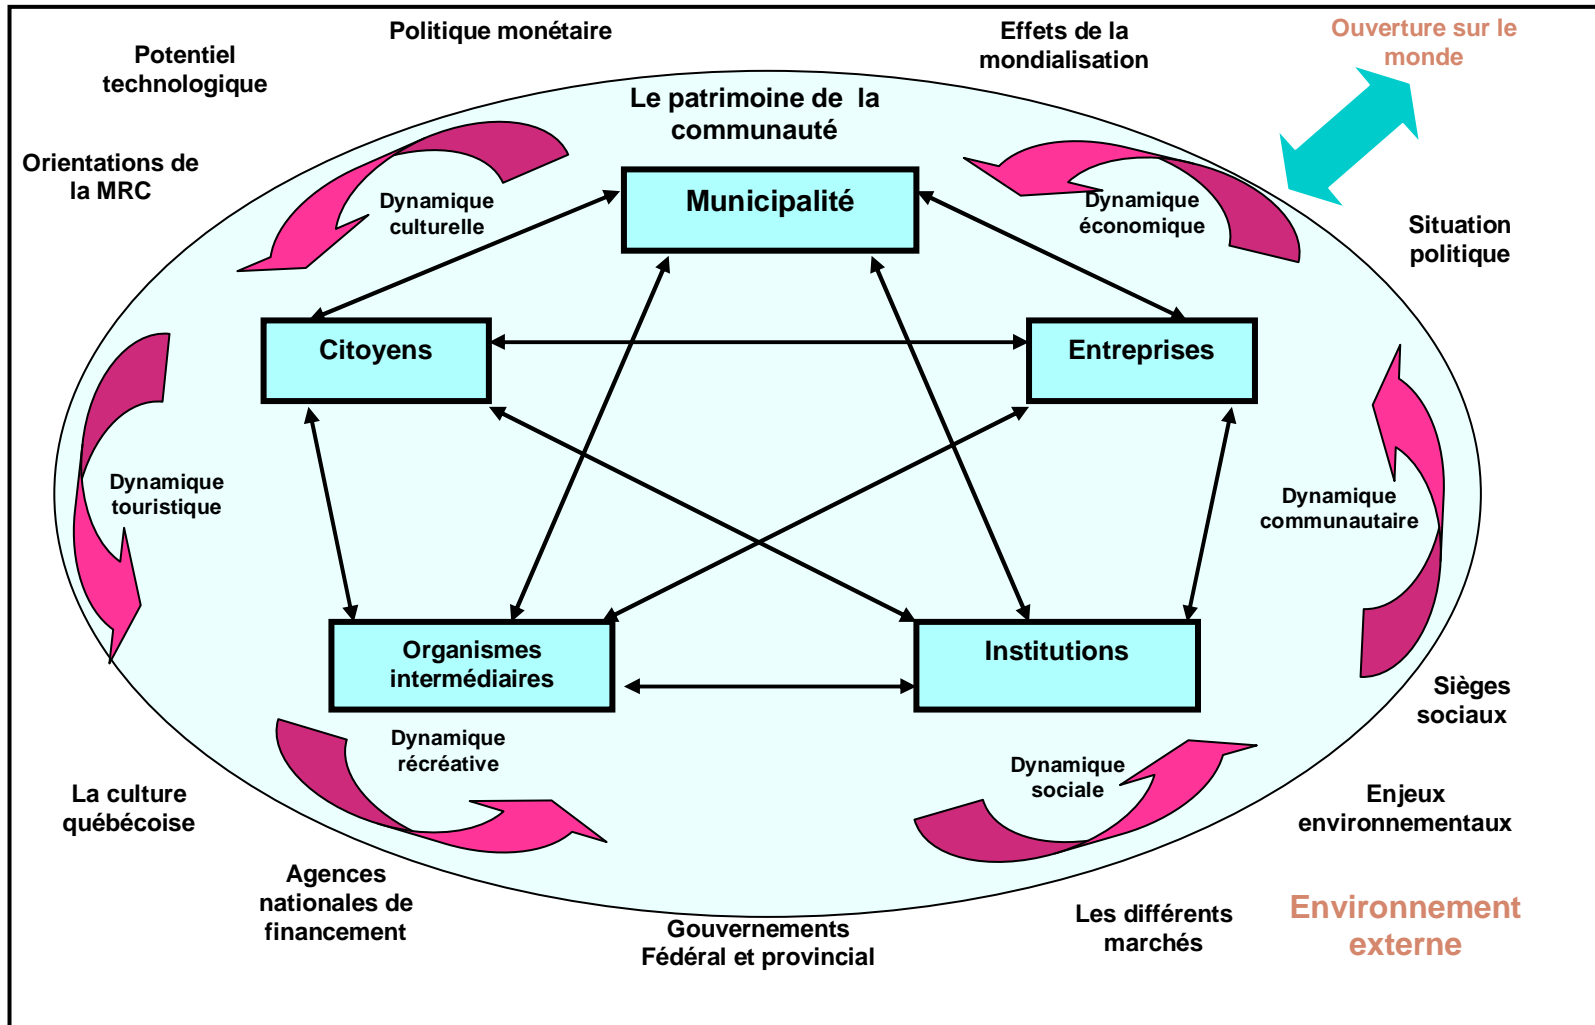 Politique monétaire
Effets de la
mondialisation
Ouverture sur le
monde
Potentiel
technologique
Le patrimoine de la
communauté
Orientations de
la MRC
Dynamique
culturelle
Municipalité
Dynamique
économique
Situation
politique
Citoyens
Entreprises
Dynamique
touristique
Dynamique
communautaire
Organismes
intermédiaires
Institutions
Sièges
sociaux
Dynamique
récréative
Dynamique
sociale
La culture
québécoise
Enjeux
environnementaux
Agences
nationales de
financement
Gouvernements
Fédéral et provincial
Les différents
marchés
Environnement
externe